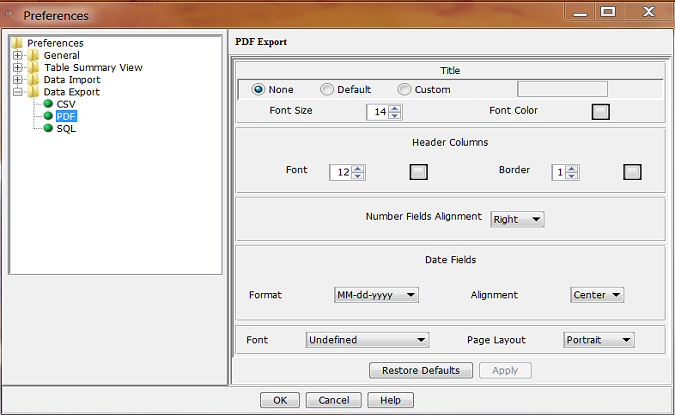 Preferences
Preferences
General
Table Summary View
Data Import
Data Export
CSV
PDF
SQL
PDF Export
Title
None Default Custom
Font Size 14 Font Color
Header Columns
Font 12 Border 1
Number Fields Alignment Right
Date Fields
Format MM-dd-yyyy Alignment Center
Font Undefined Page Layout Portrait
Restore Defaults Apply
OK Cancel Help